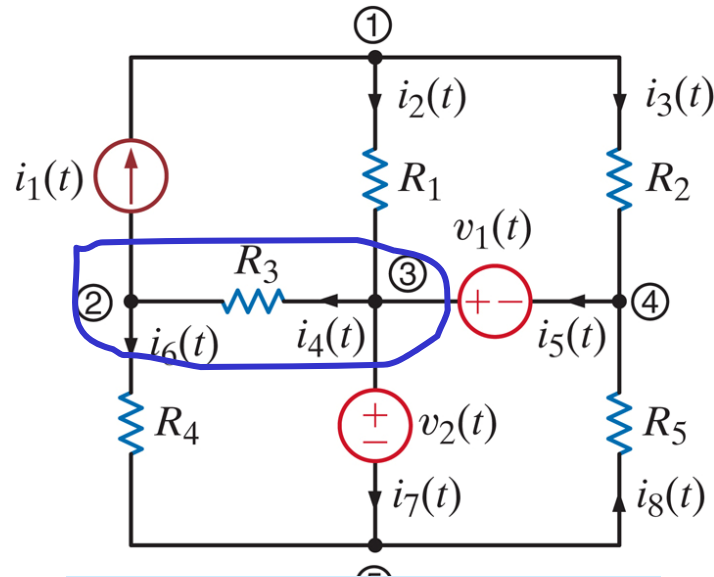 ①
i₂(t)
i₃(t)
i₁(t)
R₁
R₂
v₁(t)
R₃
③
②
+ −
④
i₆(t)
i₄(t)
i₅(t)
R₄
+
−
v₂(t)
R₅
i₇(t)
i₈(t)